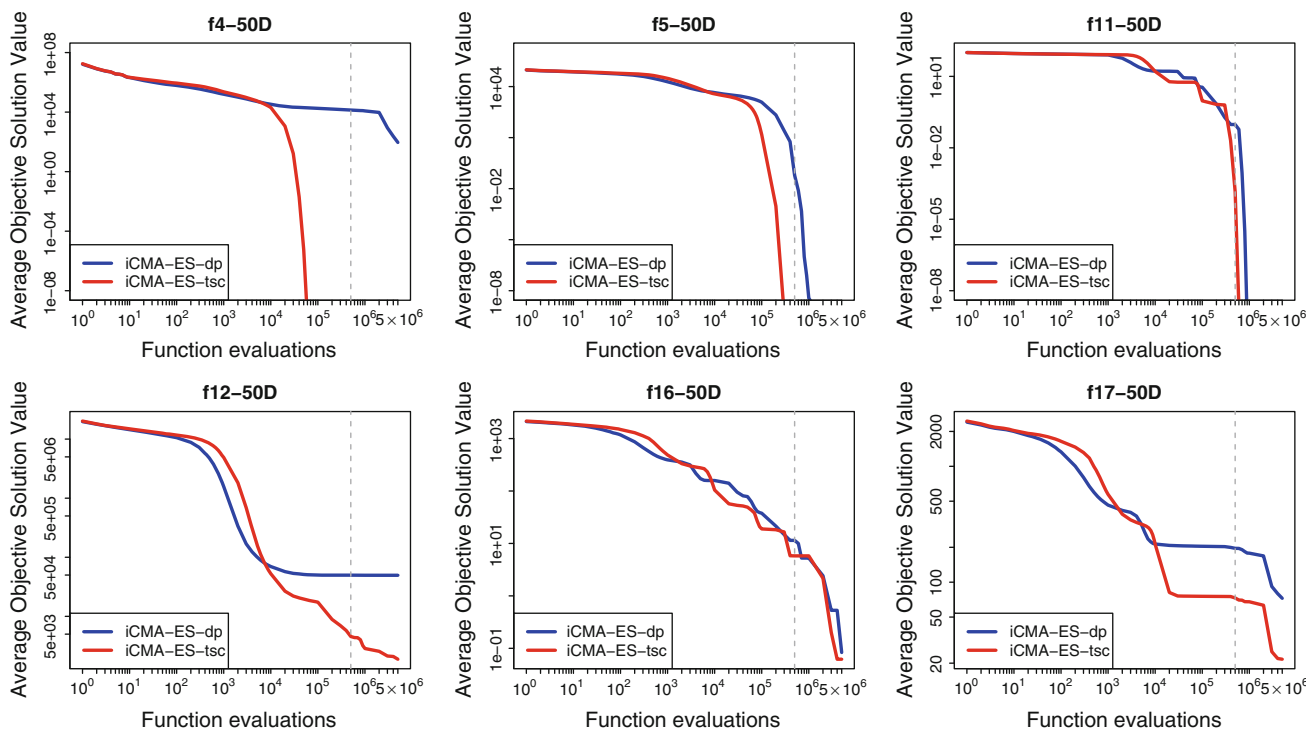 f4−50D
Average Objective Solution Value
1e+08
1e+04
1e+00
1e−04
1e−08
iCMA−ES−dp
iCMA−ES−tsc
10^0 10^1 10^2 10^3 10^4 10^5 10^6 5×10^6
Function evaluations
f5−50D
Average Objective Solution Value
1e+04
1e−02
1e−08
iCMA−ES−dp
iCMA−ES−tsc
10^0 10^1 10^2 10^3 10^4 10^5 10^6 5×10^6
Function evaluations
f11−50D
Average Objective Solution Value
1e+01
1e−02
1e−05
1e−08
iCMA−ES−dp
iCMA−ES−tsc
10^0 10^1 10^2 10^3 10^4 10^5 10^6 5×10^6
Function evaluations
f12−50D
Average Objective Solution Value
5e+06
5e+05
5e+04
5e+03
iCMA−ES−dp
iCMA−ES−tsc
10^0 10^1 10^2 10^3 10^4 10^5 10^6 5×10^6
Function evaluations
f16−50D
Average Objective Solution Value
1e+03
1e+01
1e−01
iCMA−ES−dp
iCMA−ES−tsc
10^0 10^1 10^2 10^3 10^4 10^5 10^6 5×10^6
Function evaluations
f17−50D
Average Objective Solution Value
2000
500
100
50
20
iCMA−ES−dp
iCMA−ES−tsc
10^0 10^1 10^2 10^3 10^4 10^5 10^6 5×10^6
Function evaluations